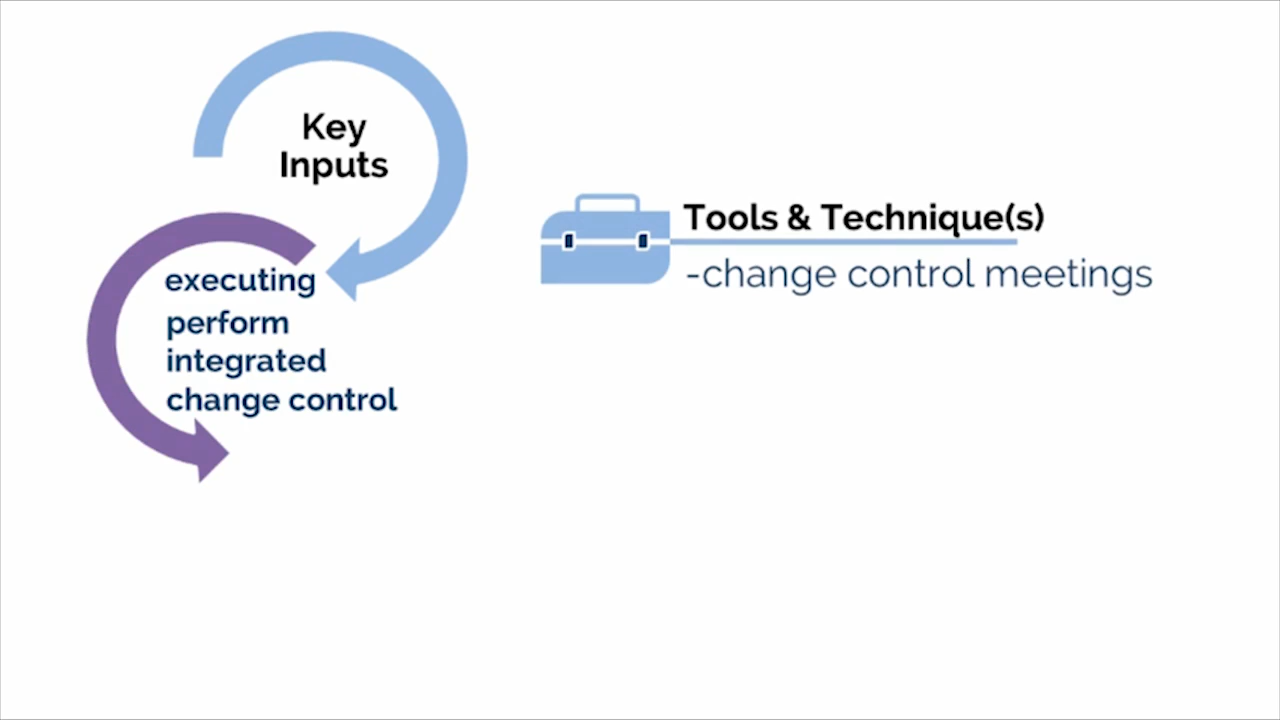 Key
Inputs
executing
perform
integrated
change control
Tools & Technique(s)
-change control meetings